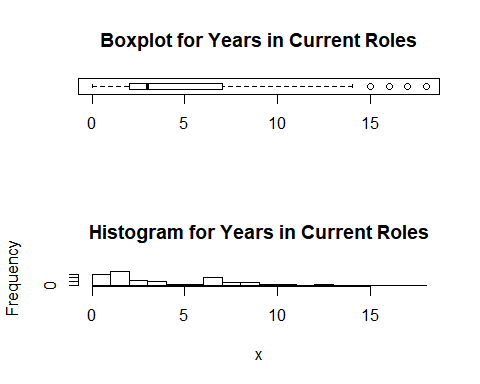 Boxplot for Years in Current Roles
0 5 10 15
Histogram for Years in Current Roles
Frequency
0
0 5 10 15
x